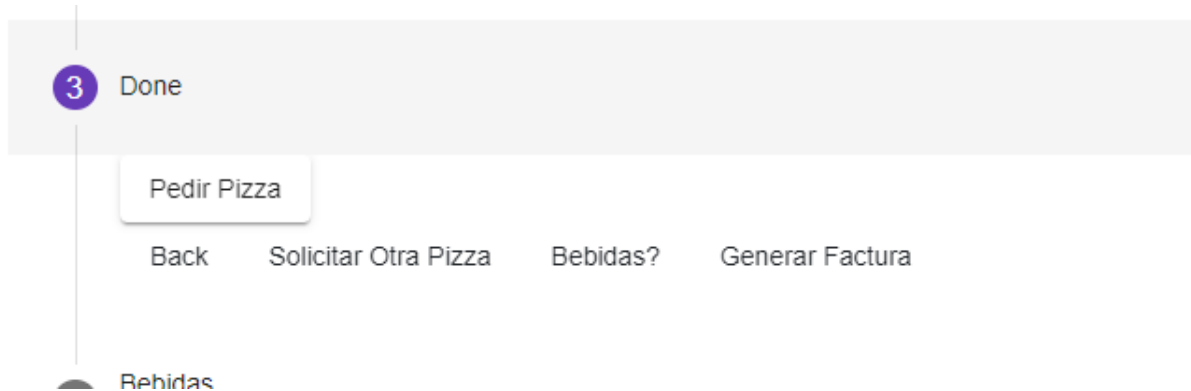 3 Done
Pedir Pizza
Back Solicitar Otra Pizza Bebidas? Generar Factura
Bebidas